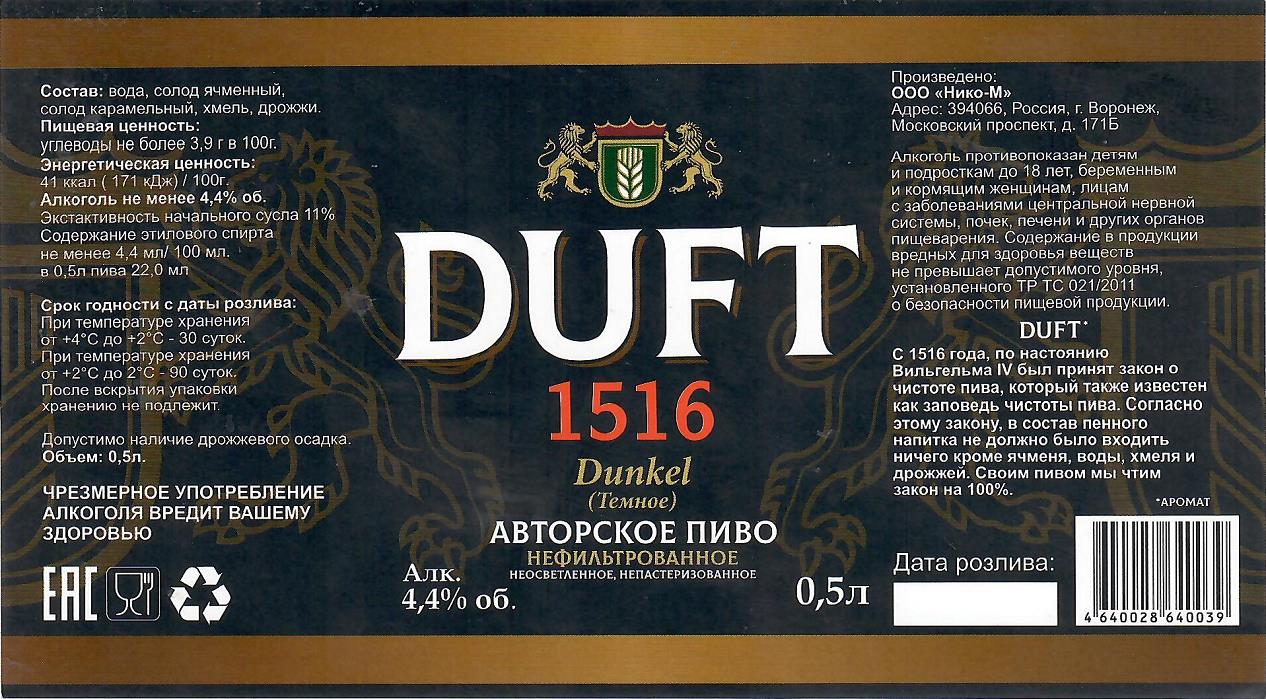 Состав: вода, солод ячменный,
солод карамельный, хмель, дрожжи.
Пищевая ценность:
углеводы не более 3,9 г в 100г.
Энергетическая ценность:
41 ккал ( 171 кДж) / 100г.
Алкоголь не менее 4,4% об.
Экстактивность начального сусла 11%
Содержание этилового спирта
не менее 4,4 мл/ 100 мл.
в 0,5л пива 22,0 мл
Срок годности с даты розлива:
При температуре хранения
от +4°С до +2°С - 30 суток.
При температуре хранения
от +2°С до 2°С - 90 суток.
После вскрытия упаковки
хранению не подлежит.
Допустимо наличие дрожжевого осадка.
Объем: 0,5л.
ЧРЕЗМЕРНОЕ УПОТРЕБЛЕНИЕ
АЛКОГОЛЯ ВРЕДИТ ВАШЕМУ
ЗДОРОВЬЮ
EAC
DUFT
1516
Dunkel
(Темное)
АВТОРСКОЕ ПИВО
НЕФИЛЬТРОВАННОЕ
НЕОСВЕТЛЕННОЕ, НЕПАСТЕРИЗОВАННОЕ
Алк.
4,4% об.
0,5л
Произведено:
ООО «Нико-М»
Адрес: 394066, Россия, г. Воронеж,
Московский проспект, д. 171Б
Алкоголь противопоказан детям
и подросткам до 18 лет, беременным
и кормящим женщинам, лицам
с заболеваниями центральной нервной
системы, почек, печени и других органов
пищеварения. Содержание в продукции
вредных для здоровья веществ
не превышает допустимого уровня,
установленного ТР ТС 021/2011
о безопасности пищевой продукции.
DUFT*
С 1516 года, по настоянию
Вильгельма IV был принят закон о
чистоте пива, который также известен
как заповедь чистоты пива. Согласно
этому закону, в состав пенного
напитка не должно было входить
ничего кроме ячменя, воды, хмеля и
дрожжей. Своим пивом мы чтим
закон на 100%.
*АРОМАТ
Дата розлива:
4 640028 640039